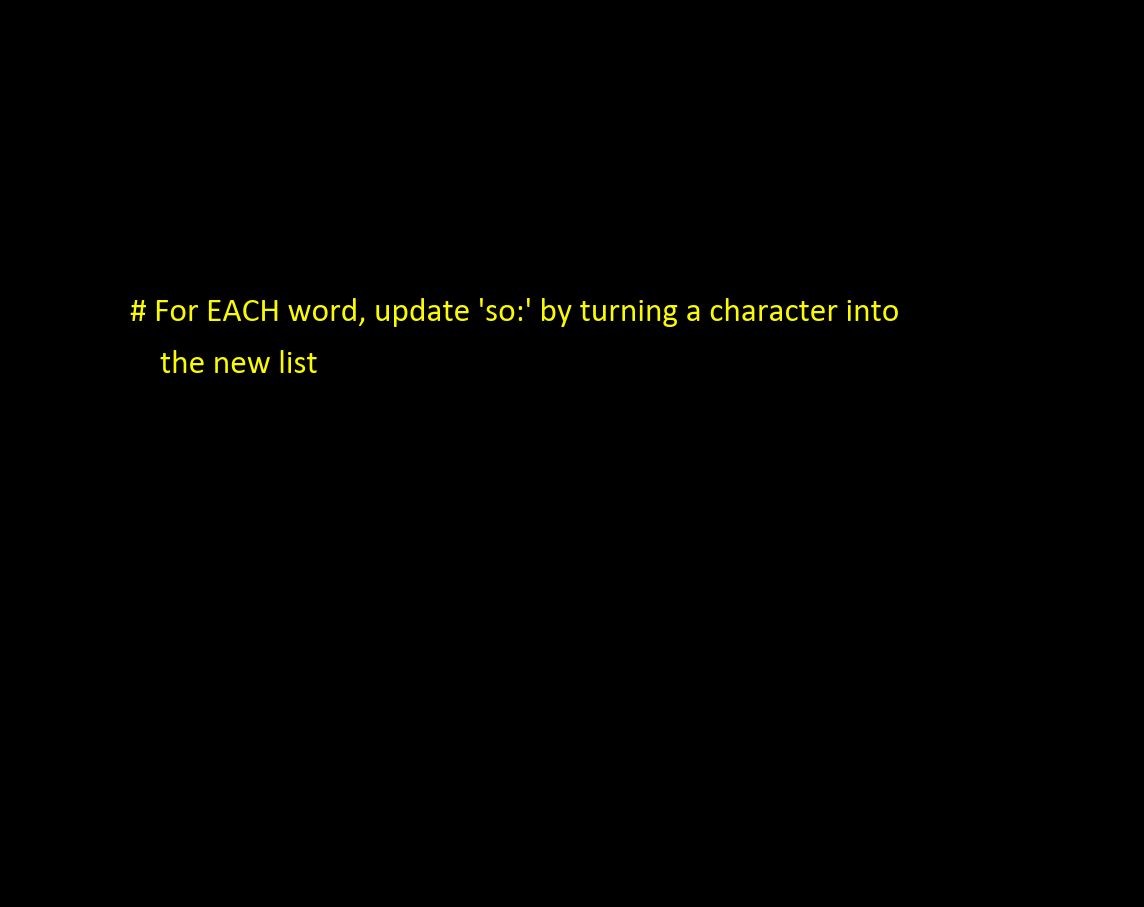 # For EACH word, update 'so:' by turning a character into
the new list